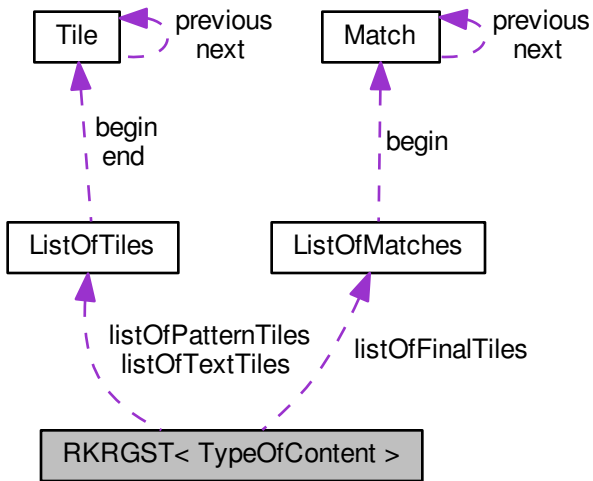 Tile
previous
next
Match
previous
next
begin
end
begin
ListOfTiles
ListOfMatches
listOfPatternTiles
listOfTextTiles
listOfFinalTiles
RKRGST< TypeOfContent >